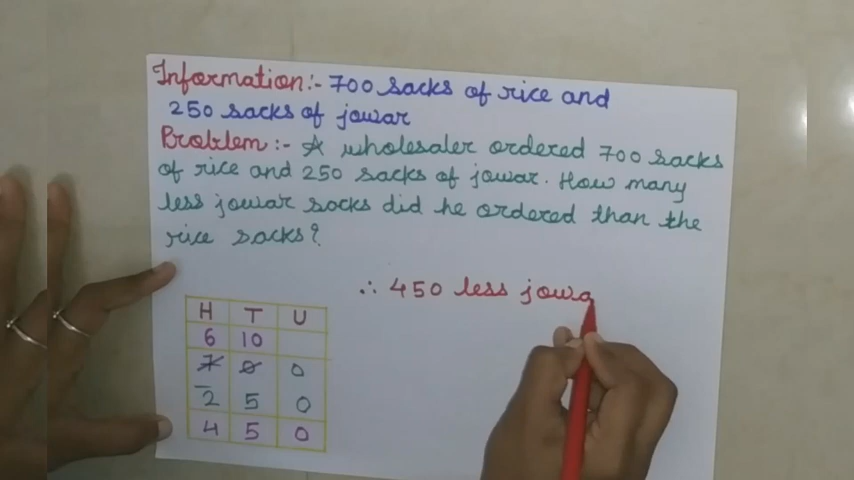 Information:- 700 sacks of rice and
250 sacks of jowar
Problem :- A wholesaler ordered 700 sacks
of rice and 250 sacks of jowar. How many
less jowar sacks did he ordered than the
rice sacks?
∴ 450 less jowa
H T U
6 10
7 0 0
- 2 5 0
4 5 0